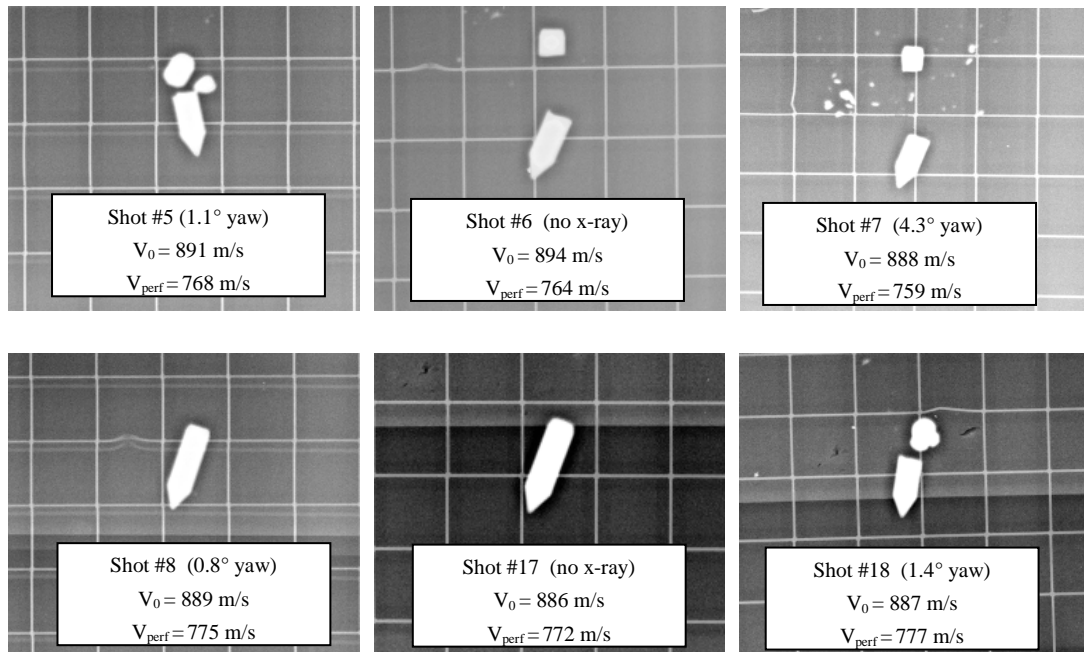 Shot #5 (1.1° yaw)
V0 = 891 m/s
Vperf = 768 m/s
Shot #6 (no x-ray)
V0 = 894 m/s
Vperf = 764 m/s
Shot #7 (4.3° yaw)
V0 = 888 m/s
Vperf = 759 m/s
Shot #8 (0.8° yaw)
V0 = 889 m/s
Vperf = 775 m/s
Shot #17 (no x-ray)
V0 = 886 m/s
Vperf = 772 m/s
Shot #18 (1.4° yaw)
V0 = 887 m/s
Vperf = 777 m/s